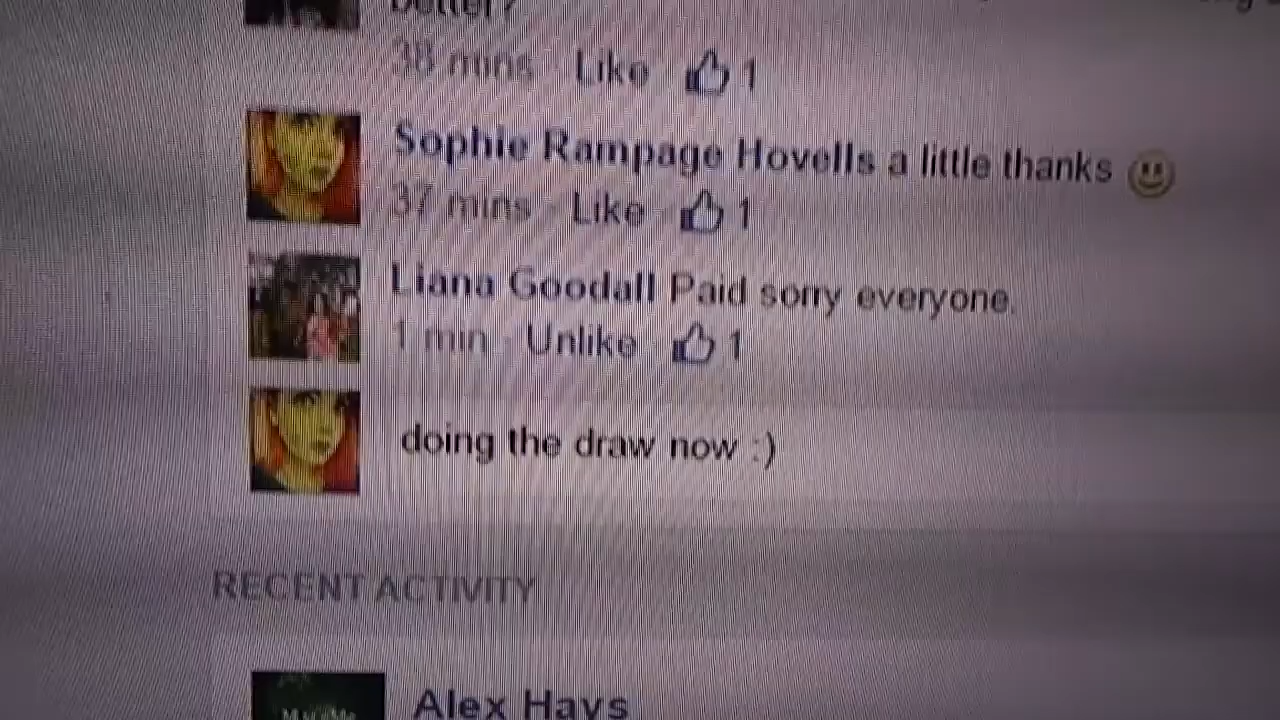 better?
38 mins Like 1
Sophie Rampage Hovells a little thanks
37 mins Like 1
Liana Goodall Paid sorry everyone.
1 min · Unlike 1
doing the draw now :)
RECENT ACTIVITY
Alex Hays